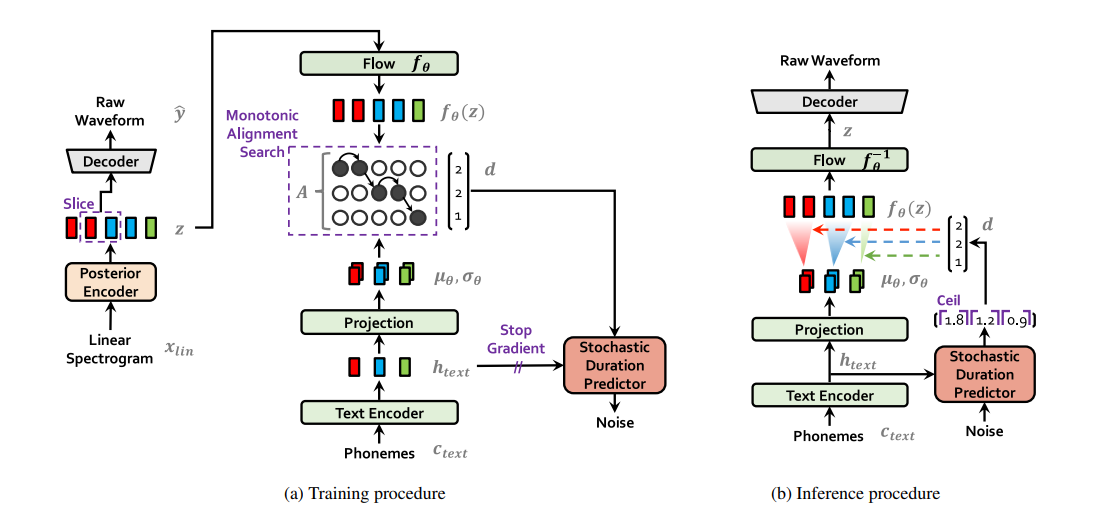 Raw
Waveform
ŷ
Decoder
Slice
z
Posterior
Encoder
Linear
Spectrogram
x_lin
Flow f_θ
f_θ(z)
Monotonic
Alignment
Search
A
2
2
1
d
μ_θ, σ_θ
Projection
Stop
Gradient
h_text
Text Encoder
Phonemes
c_text
Stochastic
Duration
Predictor
Noise
(a) Training procedure
Raw Waveform
Decoder
z
Flow f_θ^{-1}
f_θ(z)
d
2
2
1
μ_θ, σ_θ
Ceil
⌈1.8⌉ ⌈1.2⌉ ⌈0.9⌉
Projection
h_text
Stochastic
Duration
Predictor
Text Encoder
Phonemes
c_text
Noise
(b) Inference procedure